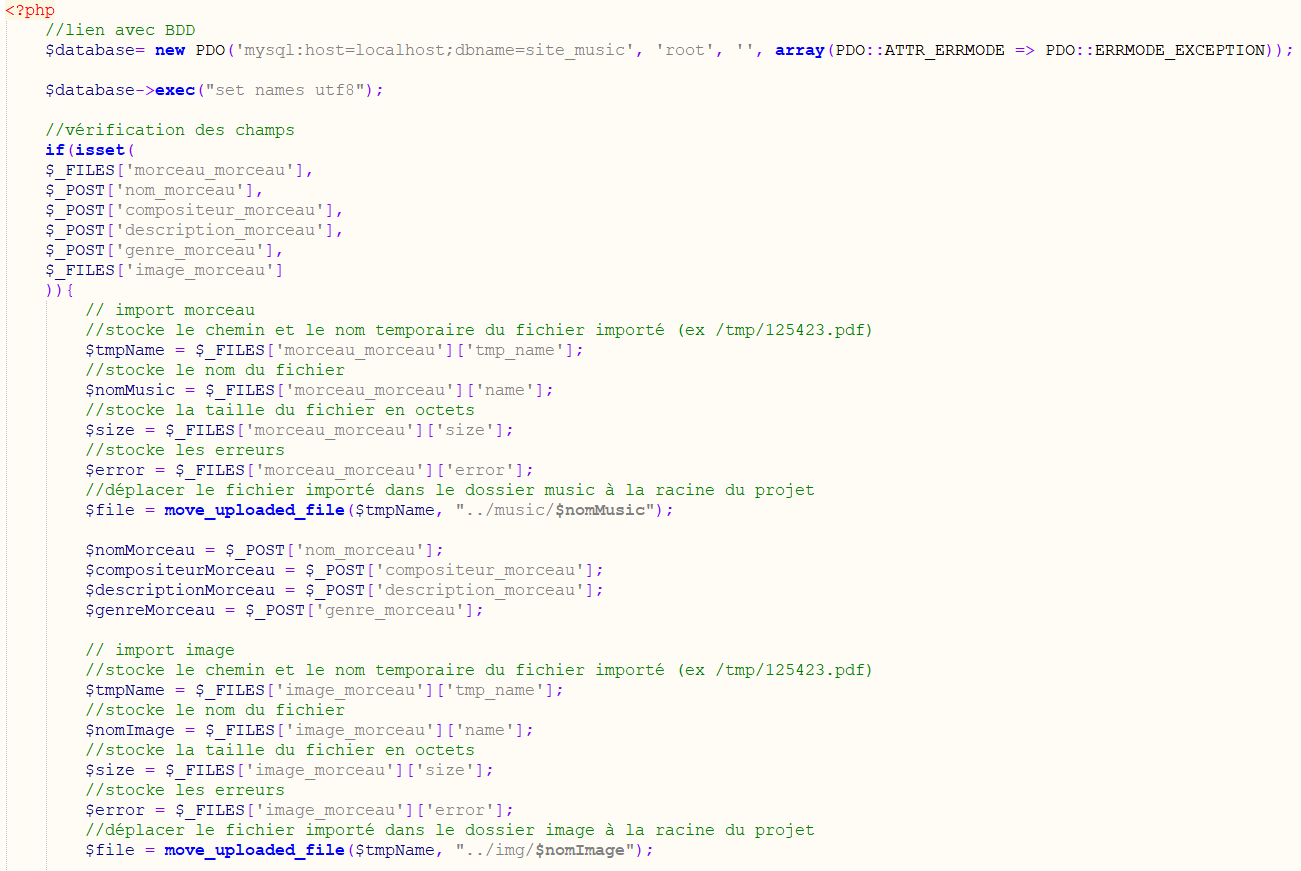 <?php
//lien avec BDD
$database= new PDO('mysql:host=localhost;dbname=site_music', 'root', '', array(PDO::ATTR_ERRMODE => PDO::ERRMODE_EXCEPTION));
$database->exec("set names utf8");
//vérification des champs
if(isset(
$_FILES['morceau_morceau'],
$_POST['nom_morceau'],
$_POST['compositeur_morceau'],
$_POST['description_morceau'],
$_POST['genre_morceau'],
$_FILES['image_morceau']
)){
// import morceau
//stocke le chemin et le nom temporaire du fichier importé (ex /tmp/125423.pdf)
$tmpName = $_FILES['morceau_morceau']['tmp_name'];
//stocke le nom du fichier
$nomMusic = $_FILES['morceau_morceau']['name'];
//stocke la taille du fichier en octets
$size = $_FILES['morceau_morceau']['size'];
//stocke les erreurs
$error = $_FILES['morceau_morceau']['error'];
//déplacer le fichier importé dans le dossier music à la racine du projet
$file = move_uploaded_file($tmpName, "../music/$nomMusic");
$nomMorceau = $_POST['nom_morceau'];
$compositeurMorceau = $_POST['compositeur_morceau'];
$descriptionMorceau = $_POST['description_morceau'];
$genreMorceau = $_POST['genre_morceau'];
// import image
//stocke le chemin et le nom temporaire du fichier importé (ex /tmp/125423.pdf)
$tmpName = $_FILES['image_morceau']['tmp_name'];
//stocke le nom du fichier
$nomImage = $_FILES['image_morceau']['name'];
//stocke la taille du fichier en octets
$size = $_FILES['image_morceau']['size'];
//stocke les erreurs
$error = $_FILES['image_morceau']['error'];
//déplacer le fichier importé dans le dossier image à la racine du projet
$file = move_uploaded_file($tmpName, "../img/$nomImage");